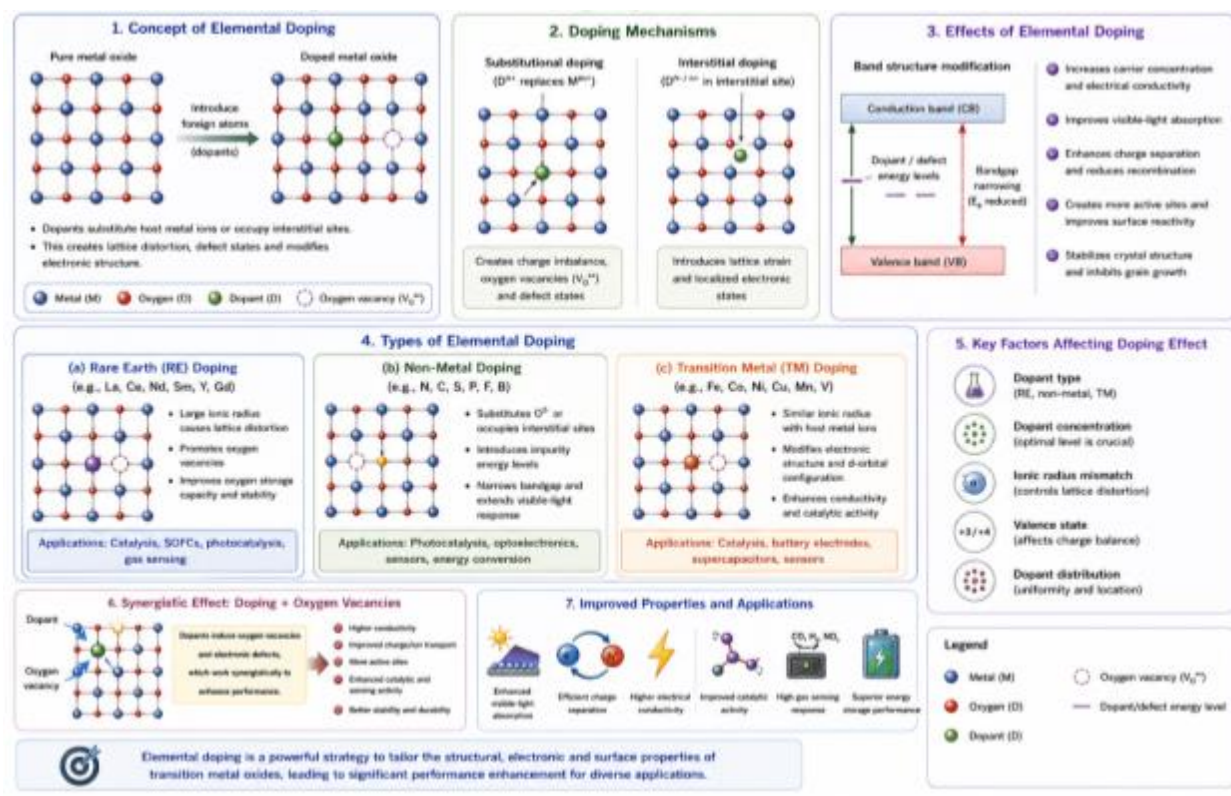 1. Concept of Elemental Doping
Pure metal oxide
Doped metal oxide
Introduce
foreign atoms
(dopants)
• Dopants substitute host metal ions or occupy interstitial sites.
• This creates lattice distortion, defect states and modifies
electronic structure.
Metal (M)
Oxygen (O)
Dopant (D)
Oxygen vacancy (V₀••)
2. Doping Mechanisms
Substitutional doping
(Dⁿ⁺ replaces Mᵐ⁺)
Creates charge imbalance,
oxygen vacancies (V₀••)
and defect states
Interstitial doping
in interstitial site)
Introduces lattice strain
and localized electronic
states
3. Effects of Elemental Doping
Band structure modification
Conduction band (CB)
Dopant / defect
energy levels
Bandgap
narrowing
(Eg reduced)
Valence band (VB)
Increases carrier concentration
and electrical conductivity
Improves visible-light absorption
Enhances charge separation
and reduces recombination
Creates more active sites and
improves surface reactivity
Stabilizes crystal structure
and inhibits grain growth
4. Types of Elemental Doping
(a) Rare Earth (RE) Doping
(e.g., La, Ce, Nd, Sm, Y, Gd)
• Large ionic radius
causes lattice distortion
• Promotes oxygen
vacancies
• Improves oxygen storage
capacity and stability
Applications: Catalysis, SOFCs, photocatalysis,
gas sensing
(b) Non-Metal Doping
(e.g., N, C, S, P, F, B)
• Substitutes O²⁻ or
occupies interstitial sites
• Introduces impurity
energy levels
• Narrows bandgap and
extends visible-light
response
Applications: Photocatalysis, optoelectronics,
sensors, energy conversion
(c) Transition Metal (TM) Doping
(e.g., Fe, Co, Ni, Cu, Mn, V)
• Similar ionic radius
with host metal ions
• Modifies electronic
structure and d-orbital
configuration
• Enhances conductivity
and catalytic activity
Applications: Catalysis, battery electrodes,
supercapacitors, sensors
5. Key Factors Affecting Doping Effect
Dopant type
(RE, non-metal, TM)
Dopant concentration
(optimal level is crucial)
Ionic radius mismatch
(controls lattice distortion)
+3/+4
Valence state
(affects charge balance)
Dopant distribution
(uniformity and location)
6. Synergistic Effect: Doping + Oxygen Vacancies
Dopant
Oxygen
vacancy
Dopants induce oxygen vacancies
and electronic defects,
which work synergistically to
enhance performance.
Higher conductivity
Improved charge/ion transport
More active sites
Enhanced catalytic and
sensing activity
Better stability and durability
7. Improved Properties and Applications
Enhanced
visible-light
absorption
Efficient charge
separation
Higher electrical
conductivity
Improved catalytic
activity
CO, H₂, NO₂
High gas sensing
response
Superior energy
storage performance
Legend
Metal (M)
Oxygen (O)
Dopant (D)
Oxygen vacancy (V₀••)
Dopant/defect energy level
Elemental doping is a powerful strategy to tailor the structural, electronic and surface properties of
transition metal oxides, leading to significant performance enhancement for diverse applications.